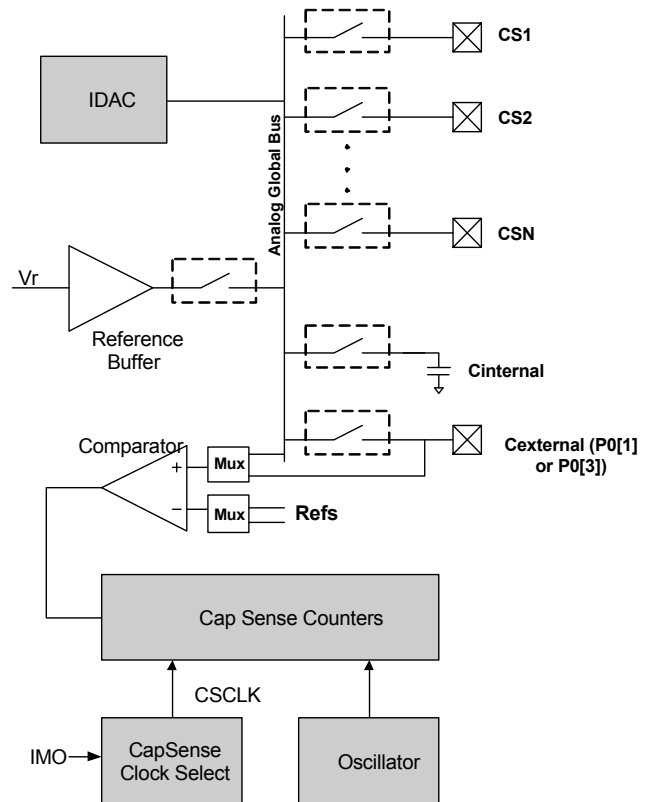 CS1
IDAC
CS2
Analog Global Bus
CSN
Vr
Reference
Buffer
Cinternal
Comparator
+
Mux
Cexternal (P0[1]
or P0[3])
−
Mux
Refs
Cap Sense Counters
CSCLK
IMO
CapSense
Clock Select
Oscillator